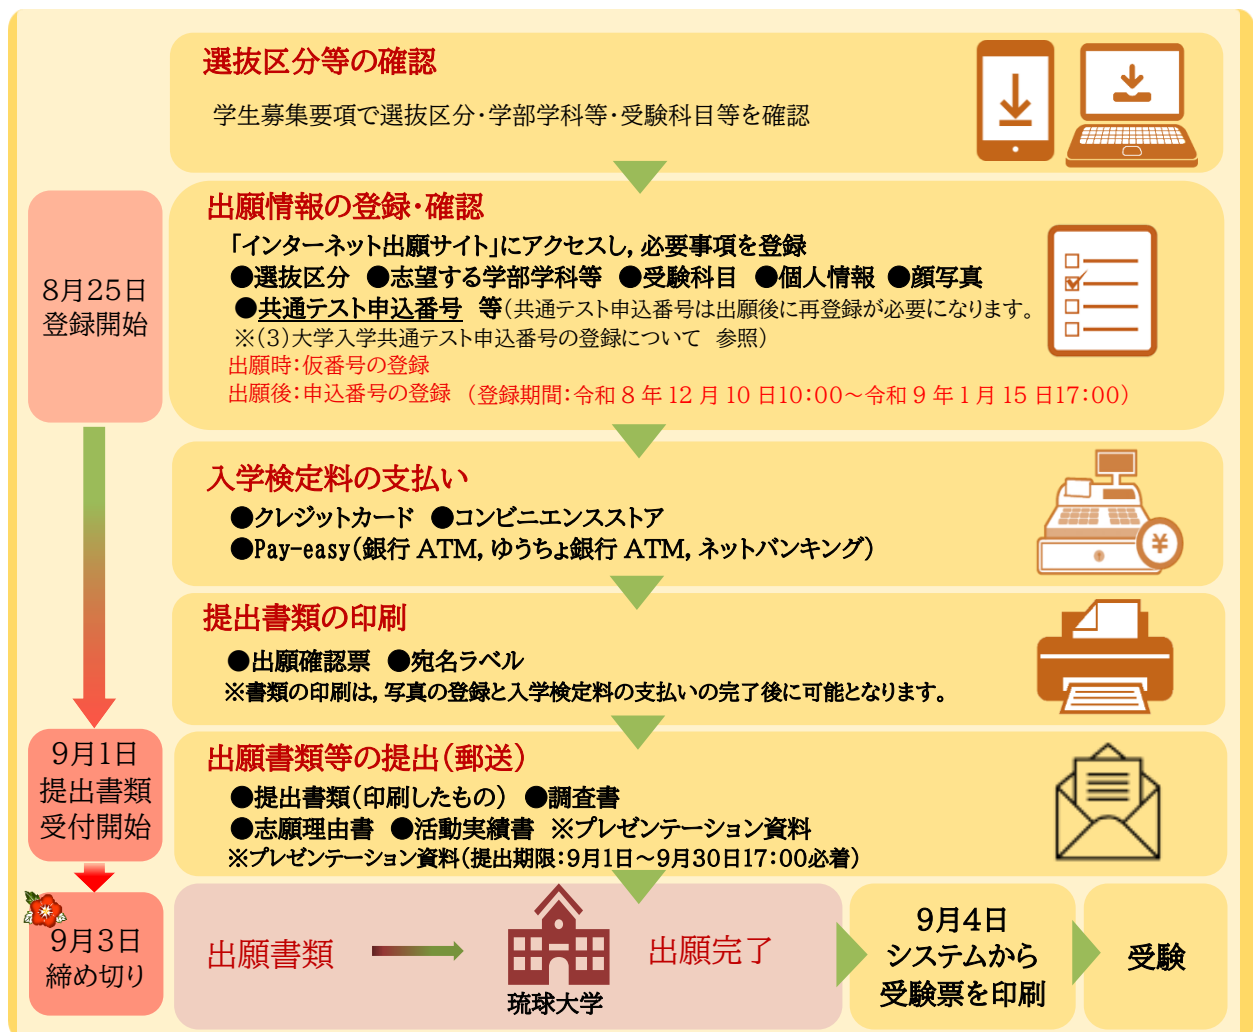 選抜区分等の確認
学生募集要項で選抜区分・学部学科等・受験科目等を確認
8月25日
登録開始
出願情報の登録・確認
「インターネット出願サイト」にアクセスし，必要事項を登録
●選抜区分 ●志望する学部学科等 ●受験科目 ●個人情報 ●顔写真
●共通テスト申込番号 等（共通テスト申込番号は出願後に再登録が必要になります。
※（3）大学入学共通テスト申込番号の登録について 参照）
出願時：仮番号の登録
出願後：申込番号の登録 （登録期間：令和 8 年 12 月 10 日10：00～令和 9 年 1 月 15 日17：00）
入学検定料の支払い
●クレジットカード ●コンビニエンスストア
●Pay-easy（銀行 ATM，ゆうちょ銀行 ATM，ネットバンキング）
¥
提出書類の印刷
●出願確認票 ●宛名ラベル
※書類の印刷は，写真の登録と入学検定料の支払いの完了後に可能となります。
9月1日
提出書類
受付開始
出願書類等の提出（郵送）
●提出書類（印刷したもの） ●調査書
●志願理由書 ●活動実績書 ※プレゼンテーション資料
※プレゼンテーション資料（提出期限：9月1日～9月30日17：00必着）
9月3日
締め切り
出願書類
琉球大学
出願完了
9月4日
システムから
受験票を印刷
受験